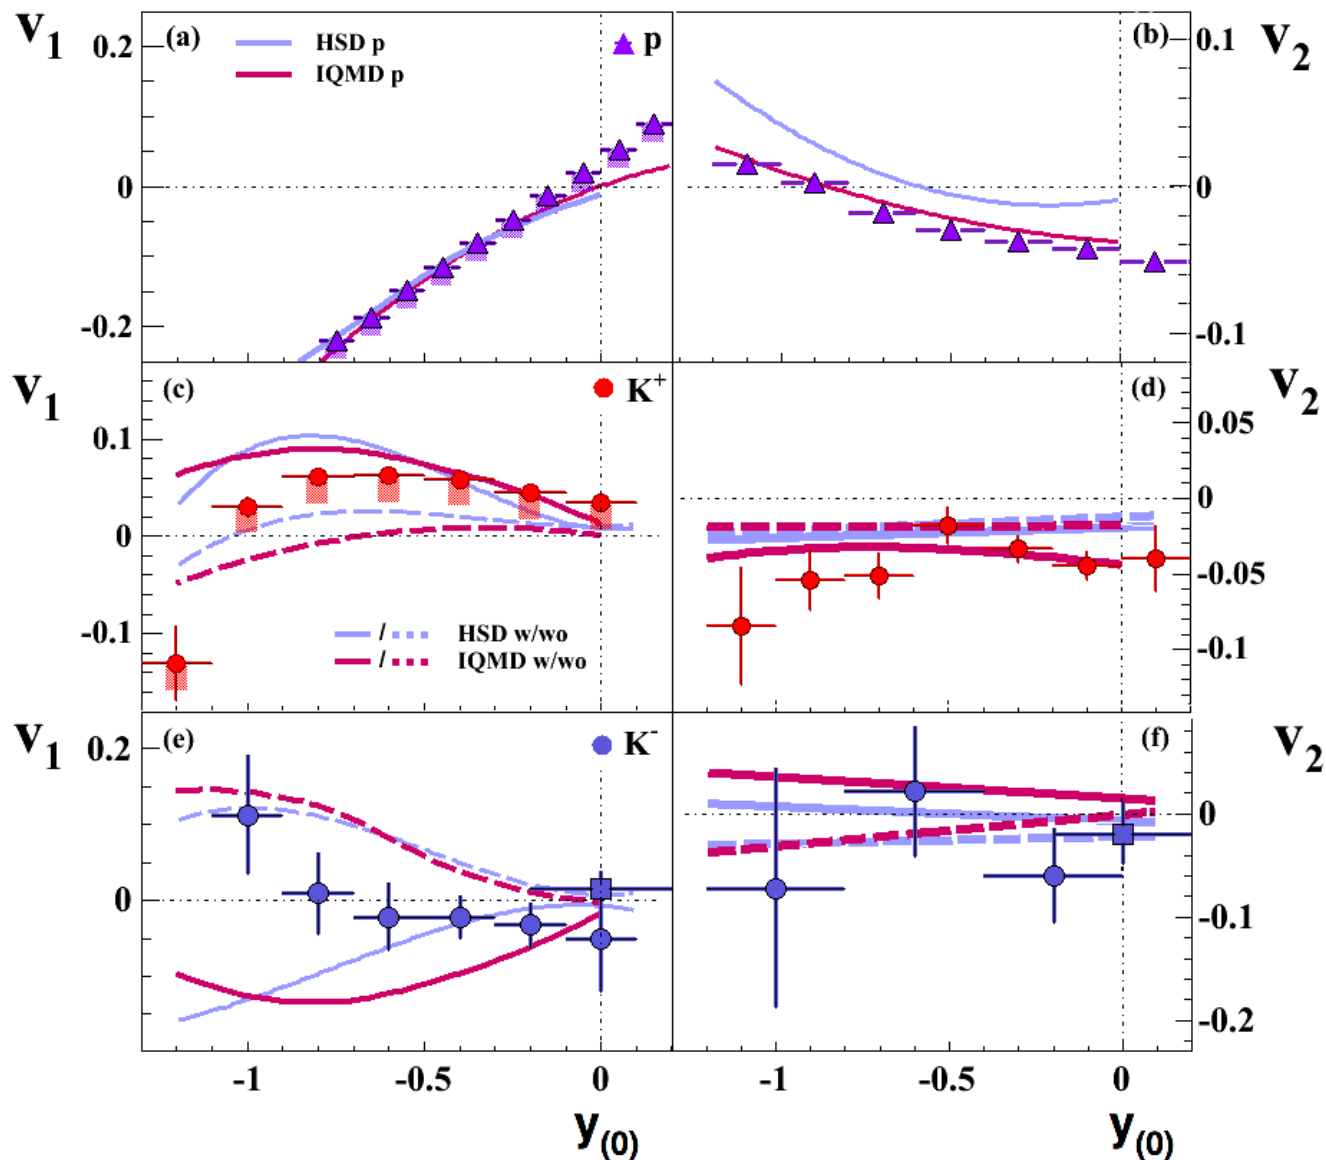 v1 (a) HSD p p (b) 0.1 v2
0.2 IQMD p
0 0
-0.2 -0.1
v1 (c) K+ (d) v2
0.05
0.1 0
0 -0.05
-0.1 / HSD w/wo -0.1
/ IQMD w/wo
v1 (e) K- (f) v2
0.2
0 0
-0.1
-0.2
-1 -0.5 0 -1 -0.5 0
y(0) y(0)